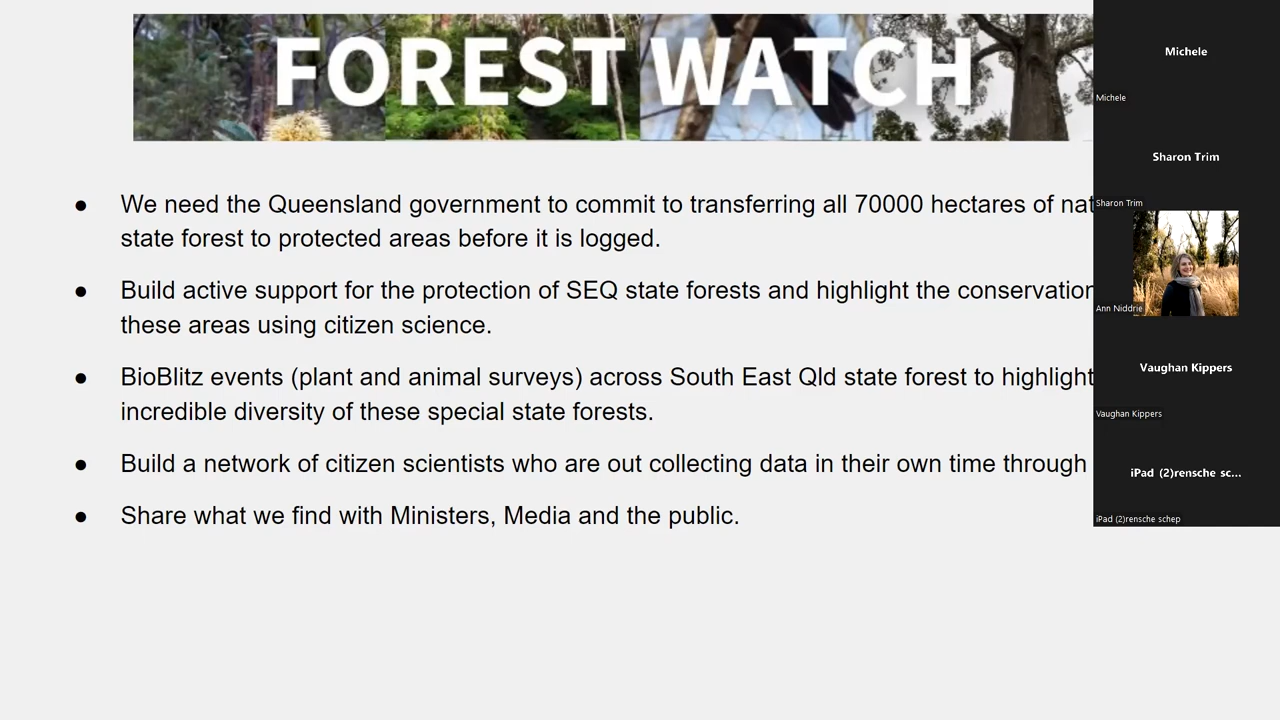 FOREST WATCH
● We need the Queensland government to commit to transferring all 70000 hectares of nat
state forest to protected areas before it is logged.
● Build active support for the protection of SEQ state forests and highlight the conservation
these areas using citizen science.
● BioBlitz events (plant and animal surveys) across South East Qld state forest to highlight
incredible diversity of these special state forests.
● Build a network of citizen scientists who are out collecting data in their own time through
● Share what we find with Ministers, Media and the public.
Michele
Michele
Sharon Trim
Sharon Trim
Ann Niddrie
Vaughan Kippers
Vaughan Kippers
iPad (2)rensche sc...
iPad (2)rensche schep